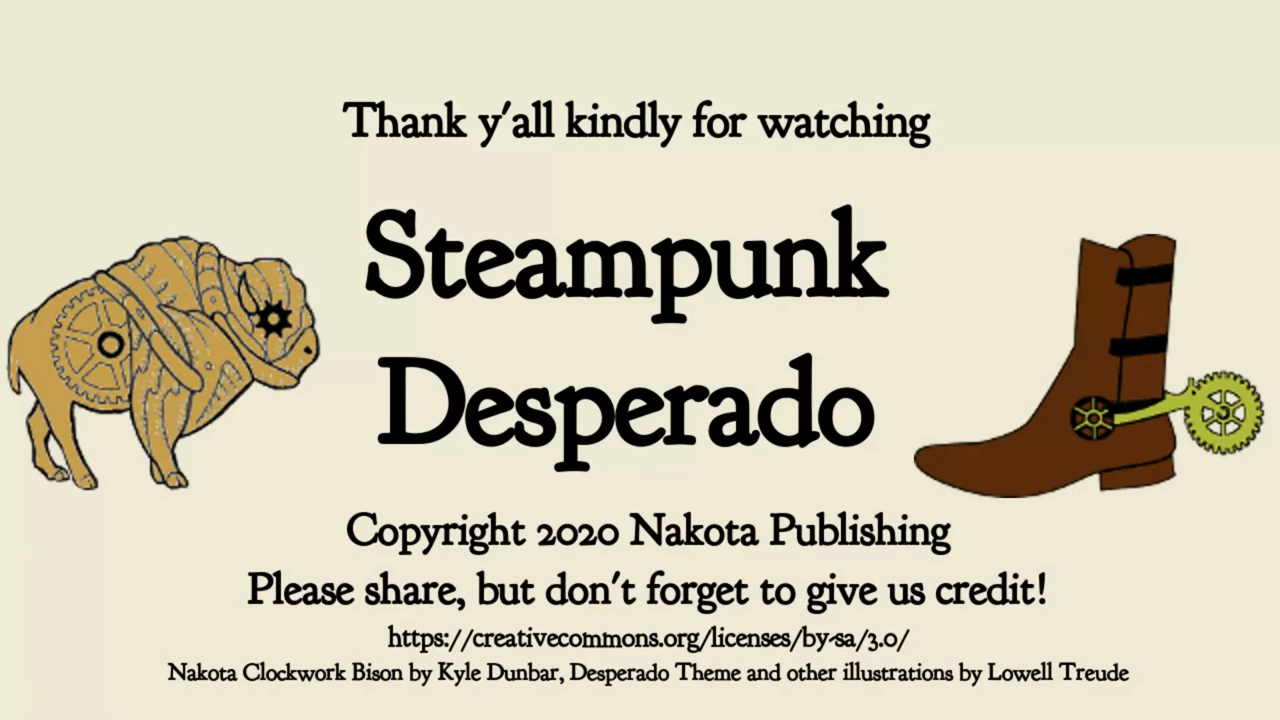 Thank y'all kindly for watching
Steampunk
Desperado
Copyright 2020 Nakota Publishing
Please share, but don't forget to give us credit!
https://creativecommons.org/licenses/by-sa/3.0/
Nakota Clockwork Bison by Kyle Dunbar, Desperado Theme and other illustrations by Lowell Treude